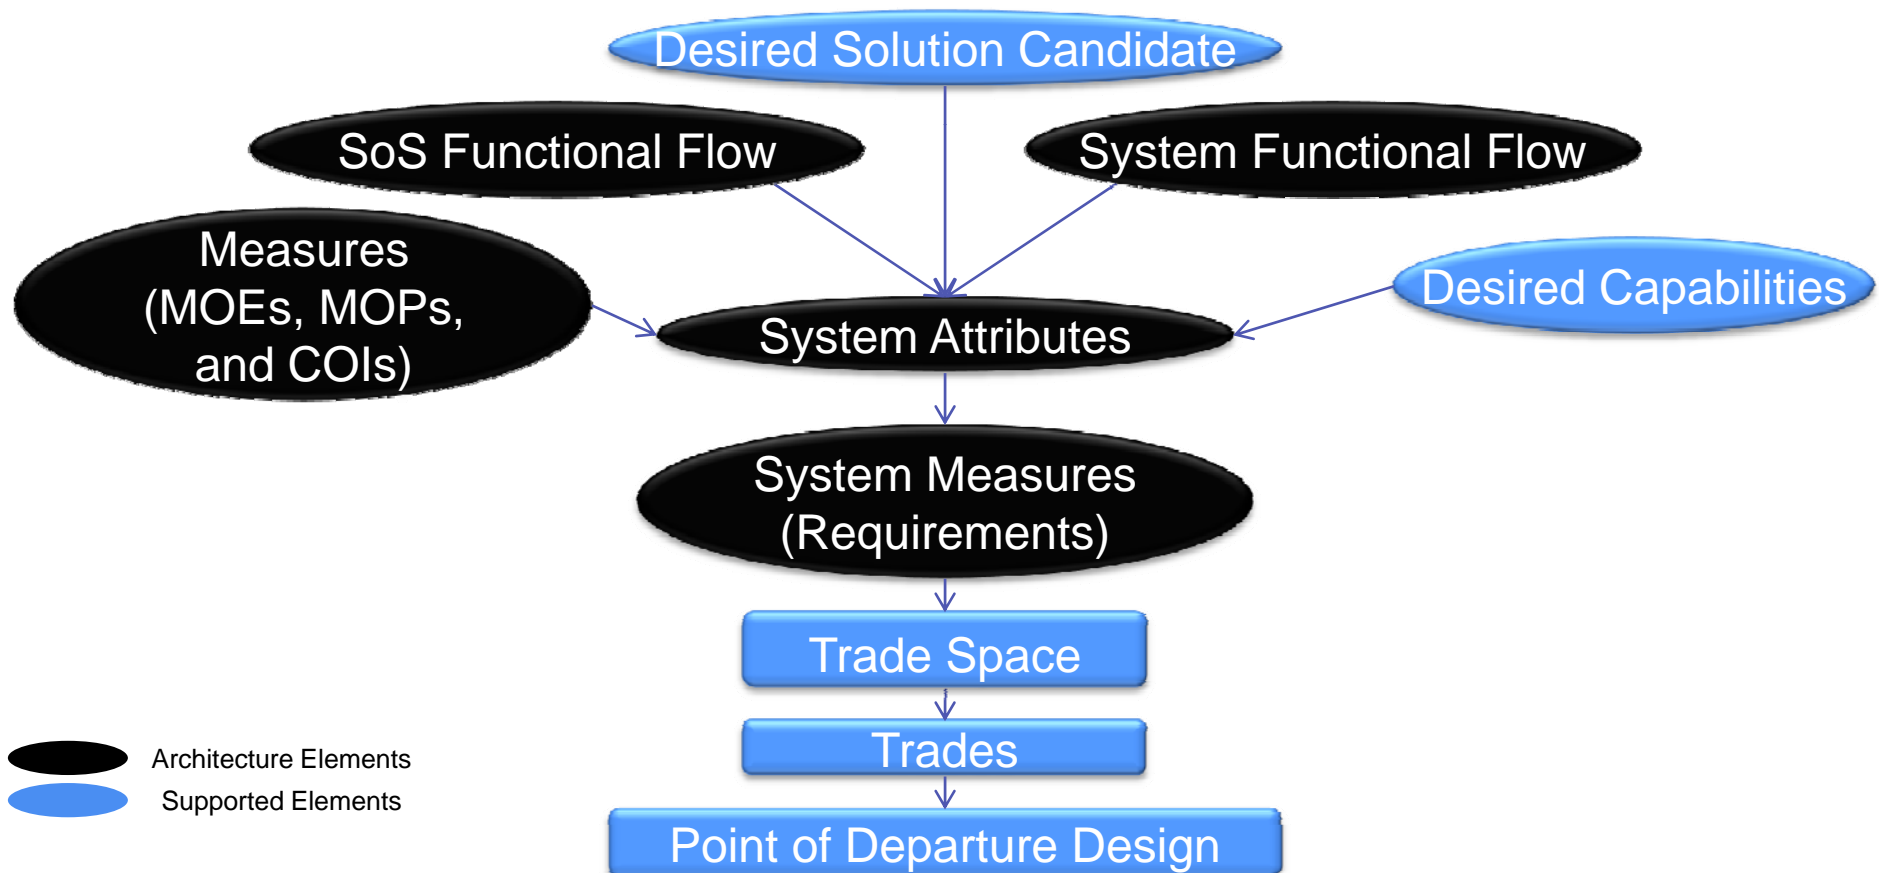 Desired Solution Candidate
SoS Functional Flow
System Functional Flow
Measures
(MOEs, MOPs,
and COIs)
Desired Capabilities
System Attributes
System Measures
(Requirements)
Trade Space
Trades
Architecture Elements
Supported Elements
Point of Departure Design